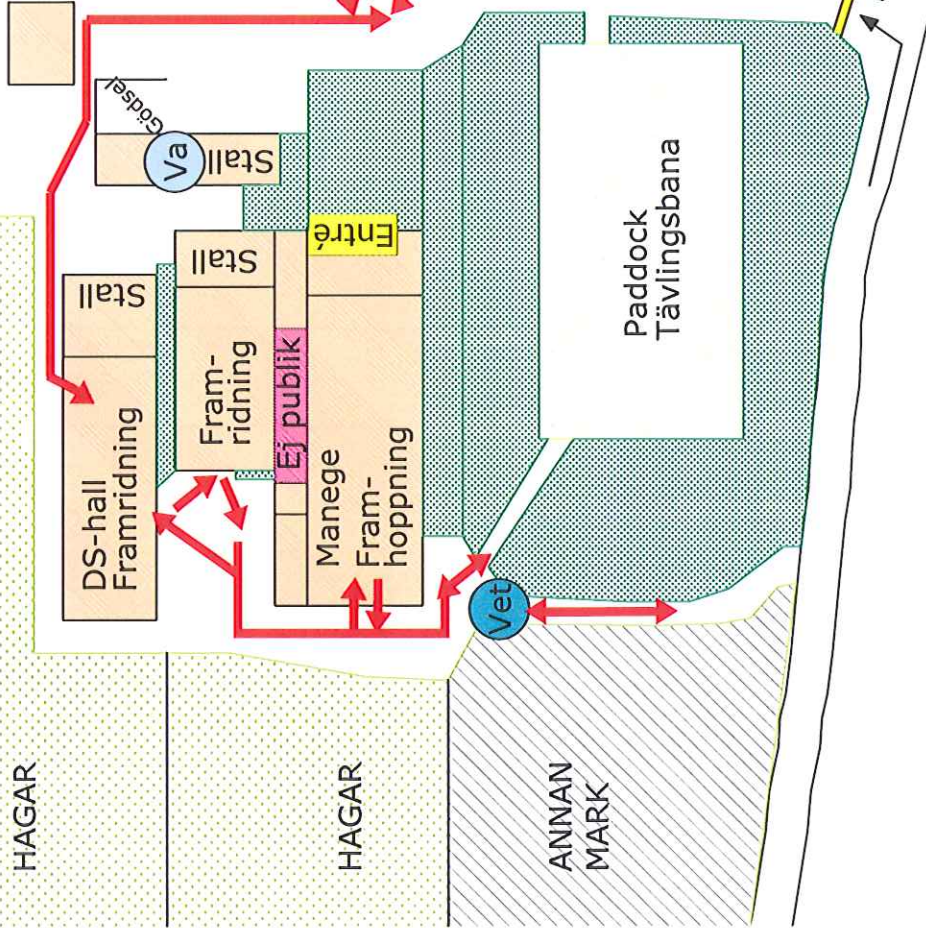 HAGAR
HAGAR
ANNAN
MARK
DS-hall
Framridning
Stall
Fram-
ridning
Stall
Ej publik
Manege
Fram-
hoppning
Entré
Stall
Va
Gödsel
Vet
Paddock
Tävlingsbana